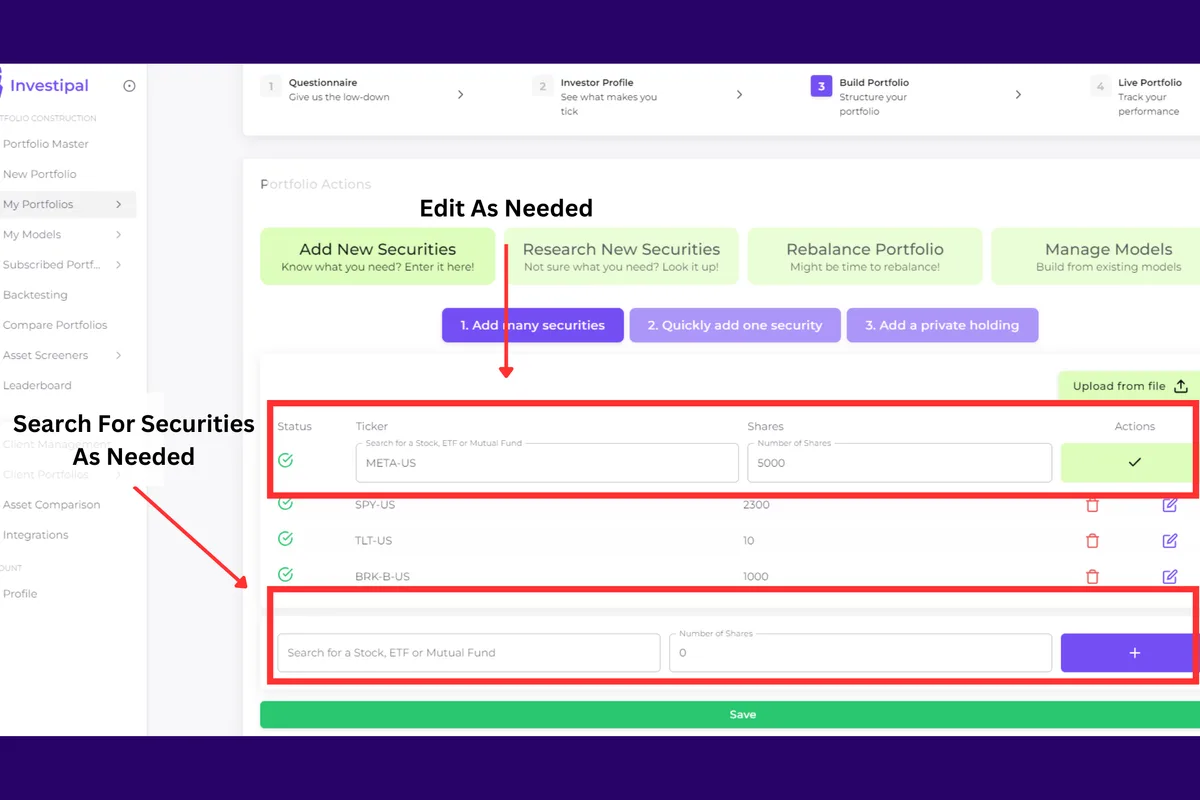 Investipal
TFOLIO CONSTRUCTION
Portfolio Master
New Portfolio
My Portfolios
My Models
Subscribed Portf...
Backtesting
Compare Portfolios
Asset Screeners
Leaderboard
Client Management
Client Portfolios
Asset Comparison
Integrations
OUNT
Profile
Search For Securities
As Needed
1 Questionnaire
Give us the low-down
2 Investor Profile
See what makes you
tick
3 Build Portfolio
Structure your
portfolio
4 Live Portfolio
Track your
performance
Portfolio Actions
Edit As Needed
Add New Securities
Know what you need? Enter it here!
Research New Securities
Not sure what you need? Look it up!
Rebalance Portfolio
Might be time to rebalance!
Manage Models
Build from existing models
1. Add many securities
2. Quickly add one security
3. Add a private holding
Upload from file
Status Ticker Shares Actions
Search for a Stock, ETF or Mutual Fund Number of Shares
META-US 5000
SPY-US 2300
TLT-US 10
BRK-B-US 1000
Number of Shares
Search for a Stock, ETF or Mutual Fund 0 +
Save